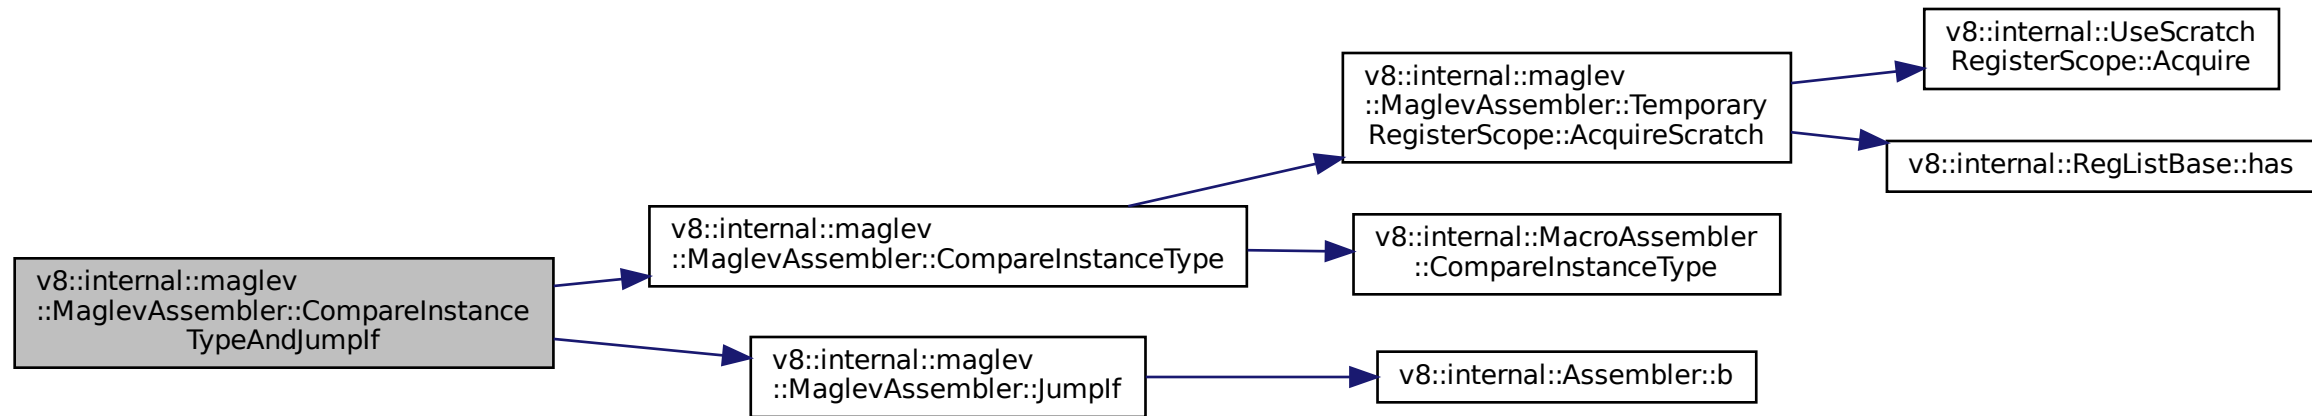 v8::internal::maglev
::MaglevAssembler::CompareInstance
TypeAndJumpIf
v8::internal::maglev
::MaglevAssembler::CompareInstanceType
v8::internal::maglev
::MaglevAssembler::JumpIf
v8::internal::maglev
::MaglevAssembler::Temporary
RegisterScope::AcquireScratch
v8::internal::MacroAssembler
::CompareInstanceType
v8::internal::Assembler::b
v8::internal::UseScratch
RegisterScope::Acquire
v8::internal::RegListBase::has